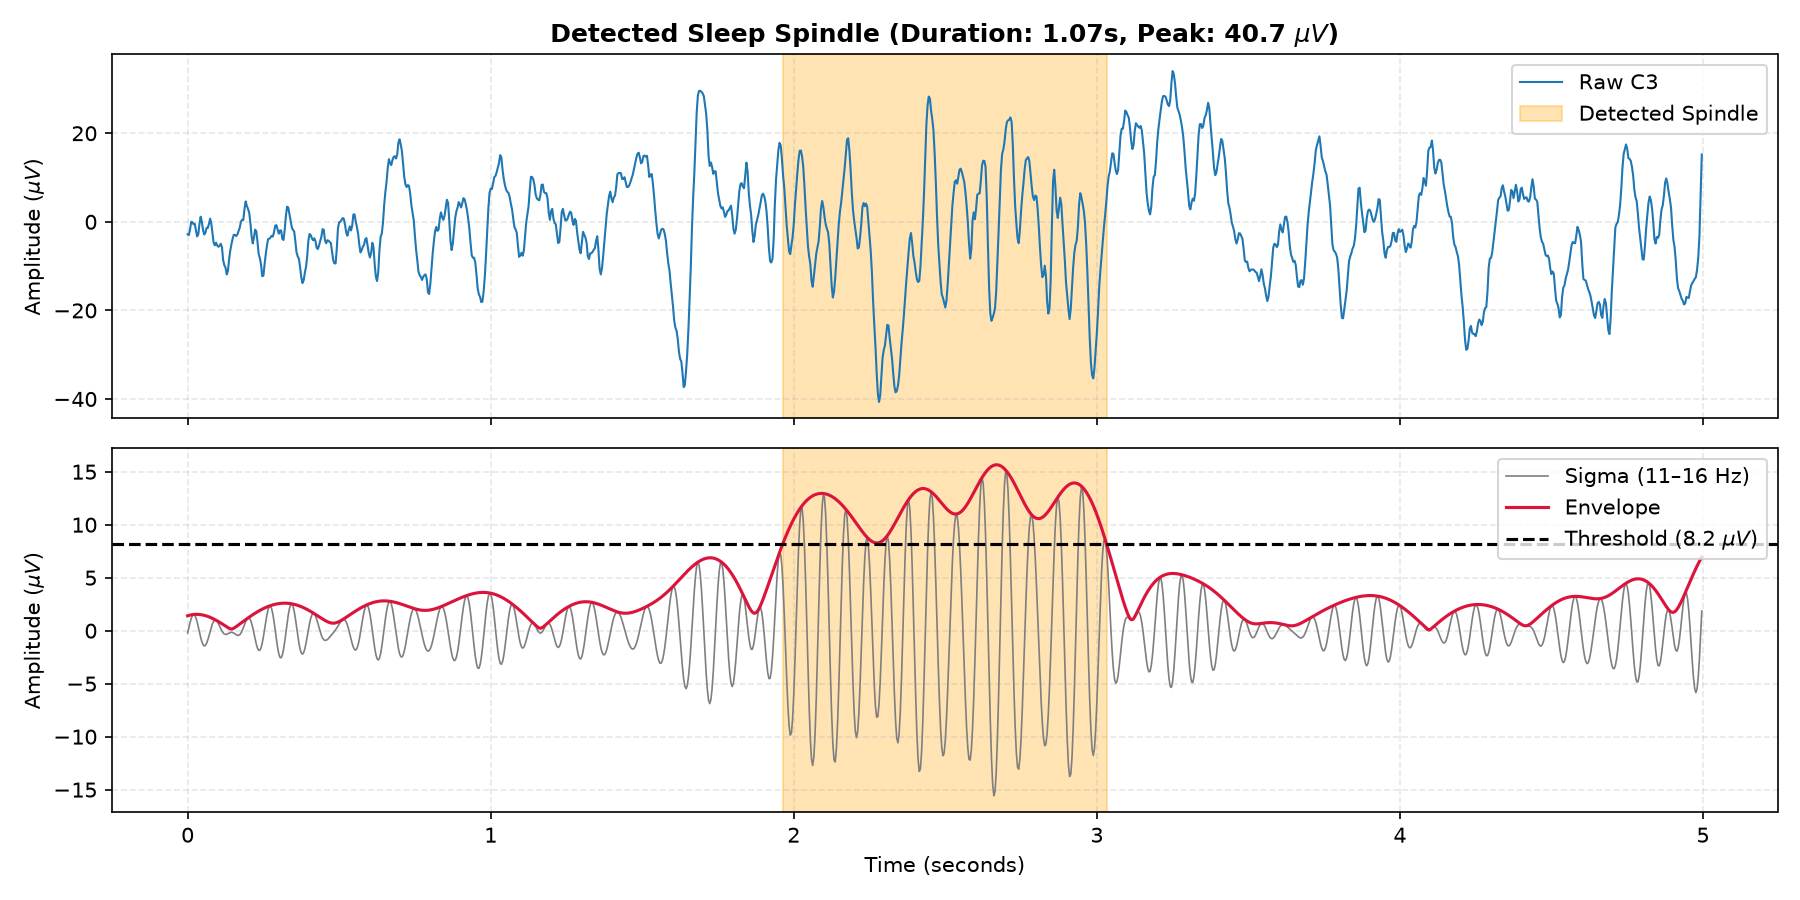 Detected Sleep Spindle (Duration: 1.07s, Peak: 40.7 μV)
Amplitude (μV)
20
0
−20
−40
Raw C3
Detected Spindle
Amplitude (μV)
15
10
5
0
−5
−10
−15
Sigma (11–16 Hz)
Envelope
Threshold (8.2 μV)
0 1 2 3 4 5
Time (seconds)